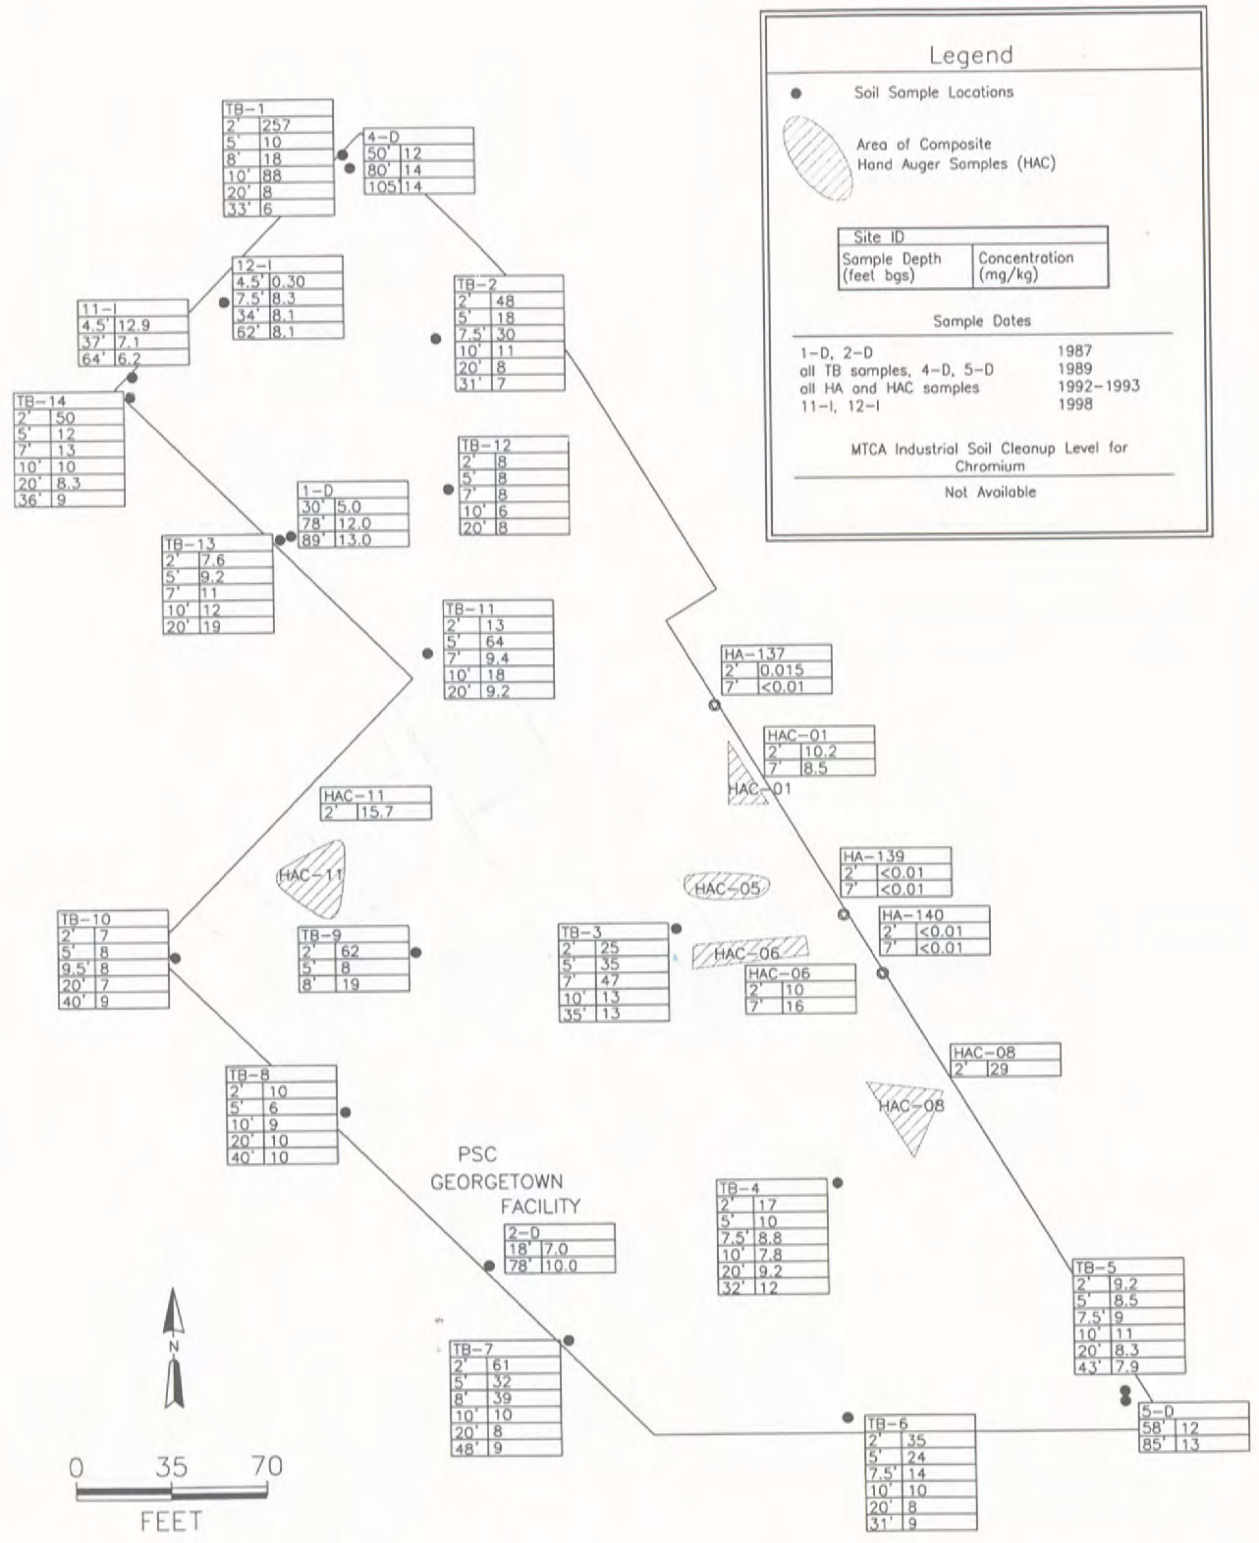 Legend
Soil Sample Locations
Area of Composite
Hand Auger Samples (HAC)
Site ID
Sample Depth
(feet bgs)
Concentration
(mg/kg)
Sample Dates
1-D, 2-D 1987
all TB samples, 4-D, 5-D 1989
all HA and HAC samples 1992-1993
11-I, 12-I 1998
MTCA Industrial Soil Cleanup Level for
Chromium
Not Available
TB-1
2' 257
5' 10
8' 18
10' 88
20' 8
33' 6
4-D
50' 12
80' 14
105' 14
12-I
4.5' 0.30
7.5' 8.3
34' 8.1
62' 8.1
TB-2
2' 48
5' 18
7.5' 30
10' 11
20' 8
31' 7
11-I
4.5' 12.9
37' 7.1
64' 6.2
TB-14
2' 50
5' 12
7' 13
10' 10
20' 8.3
36' 9
TB-12
2' 8
5' 8
7' 8
10' 6
20' 8
1-D
30' 5.0
78' 12.0
89' 13.0
TB-13
2' 7.6
5' 9.2
7' 11
10' 12
20' 19
TB-11
2' 13
5' 64
7' 9.4
10' 18
20' 9.2
HA-137
2' 0.015
7' <0.01
HAC-01
2' 10.2
7' 8.5
HAC-01
HAC-11
2' 15.7
HAC-11
HAC-05
HA-139
2' <0.01
7' <0.01
HA-140
2' <0.01
7' <0.01
TB-10
2' 7
5' 8
9.5' 8
20' 7
40' 9
TB-9
2' 62
5' 8
8' 19
TB-3
2' 25
5' 35
7' 47
10' 13
35' 13
HAC-06
HAC-06
2' 10
7' 16
HAC-08
2' 29
HAC-08
TB-8
2' 10
5' 6
10' 9
20' 10
40' 10
PSC
GEORGETOWN
FACILITY
2-D
18' 7.0
78' 10.0
TB-4
2' 17
5' 10
7.5' 8.8
10' 7.8
20' 9.2
32' 12
TB-5
2' 9.2
5' 8.5
7.5' 9
10' 11
20' 8.3
43' 7.9
TB-7
2' 61
5' 32
8' 39
10' 10
20' 8
48' 9
5-D
58' 12
85' 13
TB-6
2' 35
5' 24
7.5' 14
10' 10
20' 8
31' 9
N
0 35 70
FEET